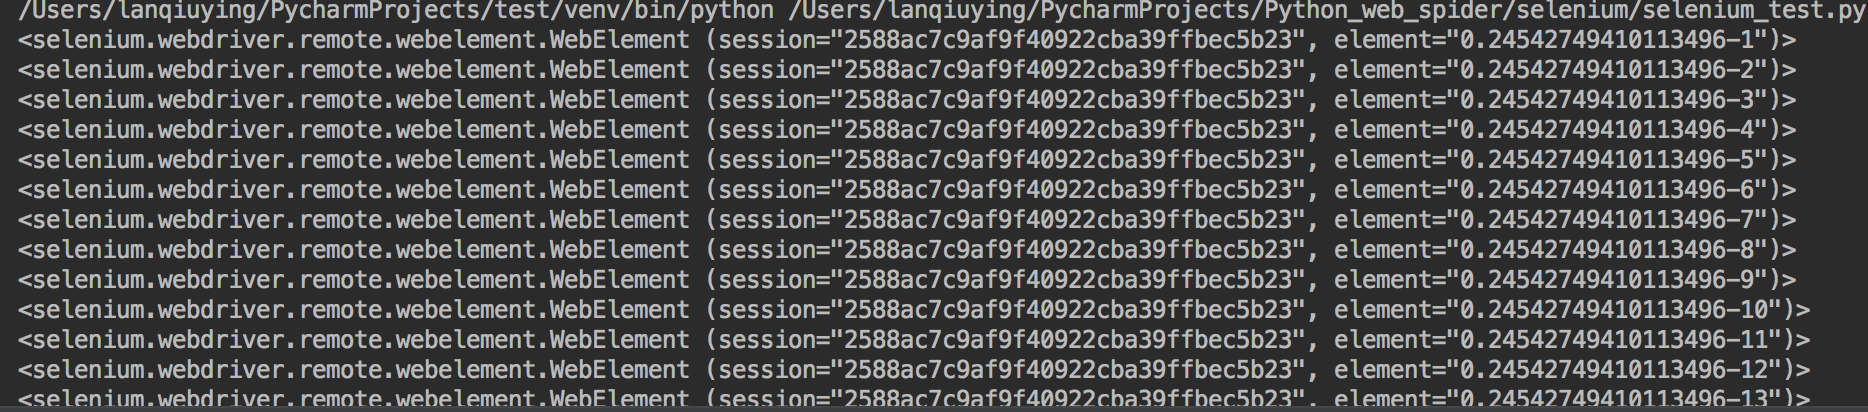 /Users/lanqiuying/PycharmProjects/test/venv/bin/python /Users/lanqiuying/PycharmProjects/Python_web_spider/selenium/selenium_test.py
<selenium.webdriver.remote.webelement.WebElement (session="2588ac7c9af9f40922cba39ffbec5b23", element="0.24542749410113496-1")>
<selenium.webdriver.remote.webelement.WebElement (session="2588ac7c9af9f40922cba39ffbec5b23", element="0.24542749410113496-2")>
<selenium.webdriver.remote.webelement.WebElement (session="2588ac7c9af9f40922cba39ffbec5b23", element="0.24542749410113496-3")>
<selenium.webdriver.remote.webelement.WebElement (session="2588ac7c9af9f40922cba39ffbec5b23", element="0.24542749410113496-4")>
<selenium.webdriver.remote.webelement.WebElement (session="2588ac7c9af9f40922cba39ffbec5b23", element="0.24542749410113496-5")>
<selenium.webdriver.remote.webelement.WebElement (session="2588ac7c9af9f40922cba39ffbec5b23", element="0.24542749410113496-6")>
<selenium.webdriver.remote.webelement.WebElement (session="2588ac7c9af9f40922cba39ffbec5b23", element="0.24542749410113496-7")>
<selenium.webdriver.remote.webelement.WebElement (session="2588ac7c9af9f40922cba39ffbec5b23", element="0.24542749410113496-8")>
<selenium.webdriver.remote.webelement.WebElement (session="2588ac7c9af9f40922cba39ffbec5b23", element="0.24542749410113496-9")>
<selenium.webdriver.remote.webelement.WebElement (session="2588ac7c9af9f40922cba39ffbec5b23", element="0.24542749410113496-10")>
<selenium.webdriver.remote.webelement.WebElement (session="2588ac7c9af9f40922cba39ffbec5b23", element="0.24542749410113496-11")>
<selenium.webdriver.remote.webelement.WebElement (session="2588ac7c9af9f40922cba39ffbec5b23", element="0.24542749410113496-12")>
<selenium.webdriver.remote.webelement.WebElement (session="2588ac7c9af9f40922cba39ffbec5b23", element="0.24542749410113496-13")>